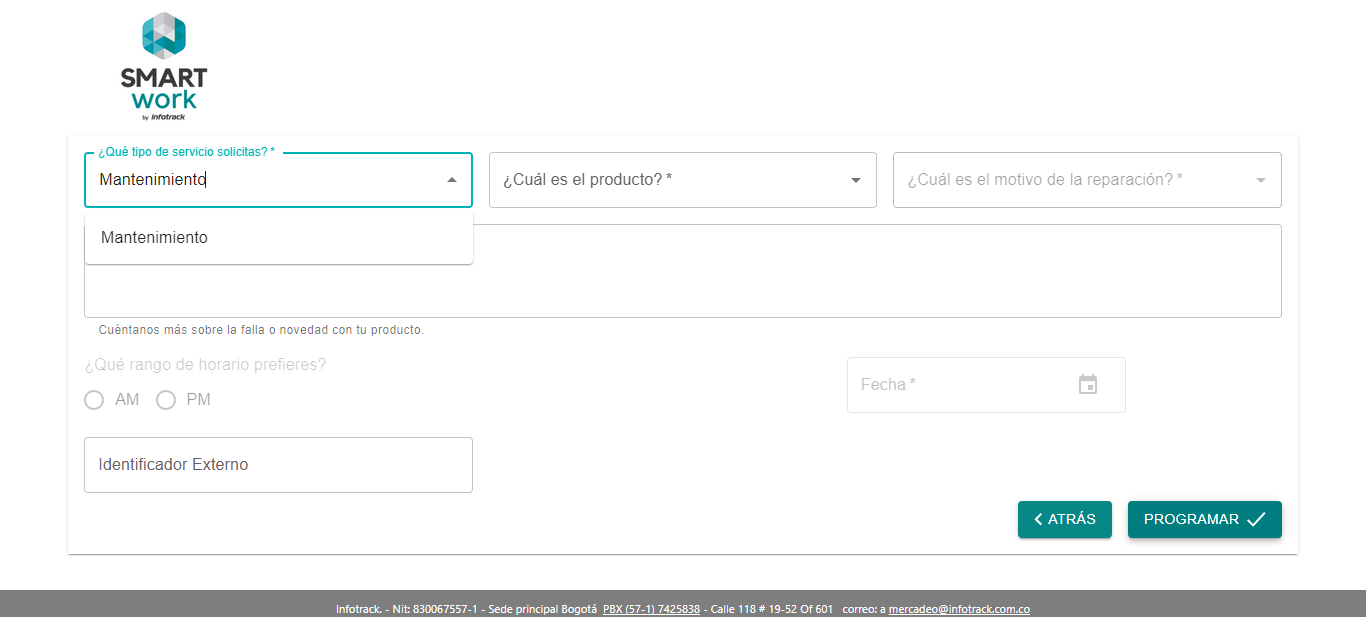 SMART
work
by infotrack
¿Qué tipo de servicio solicitas? *
Mantenimiento
¿Cuál es el producto? *
¿Cuál es el motivo de la reparación? *
Mantenimiento
Cuéntanos más sobre la falla o novedad con tu producto.
¿Qué rango de horario prefieres?
AM
PM
Fecha *
Identificador Externo
ATRÁS
PROGRAMAR
Infotrack. - Nit: 830067557-1 - Sede principal Bogotá PBX (57-1) 7425838 - Calle 118 # 19-52 Of 601 correo: a mercadeo@infotrack.com.co